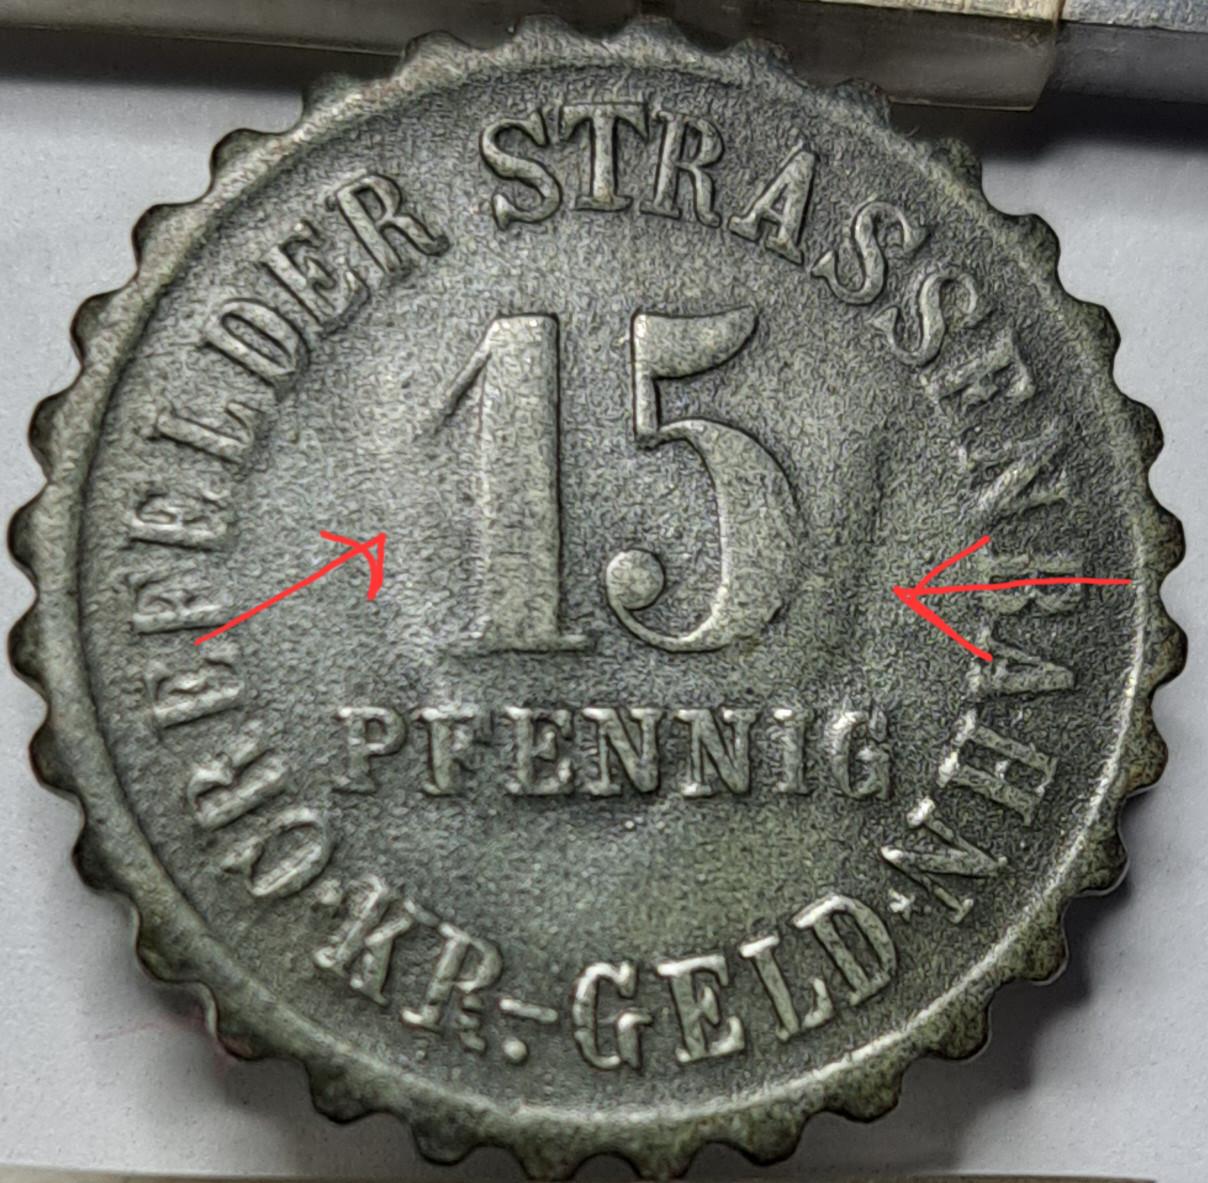 CREFELDER STRASSENBAHN
15
PFENNIG
·KR.-GELD·